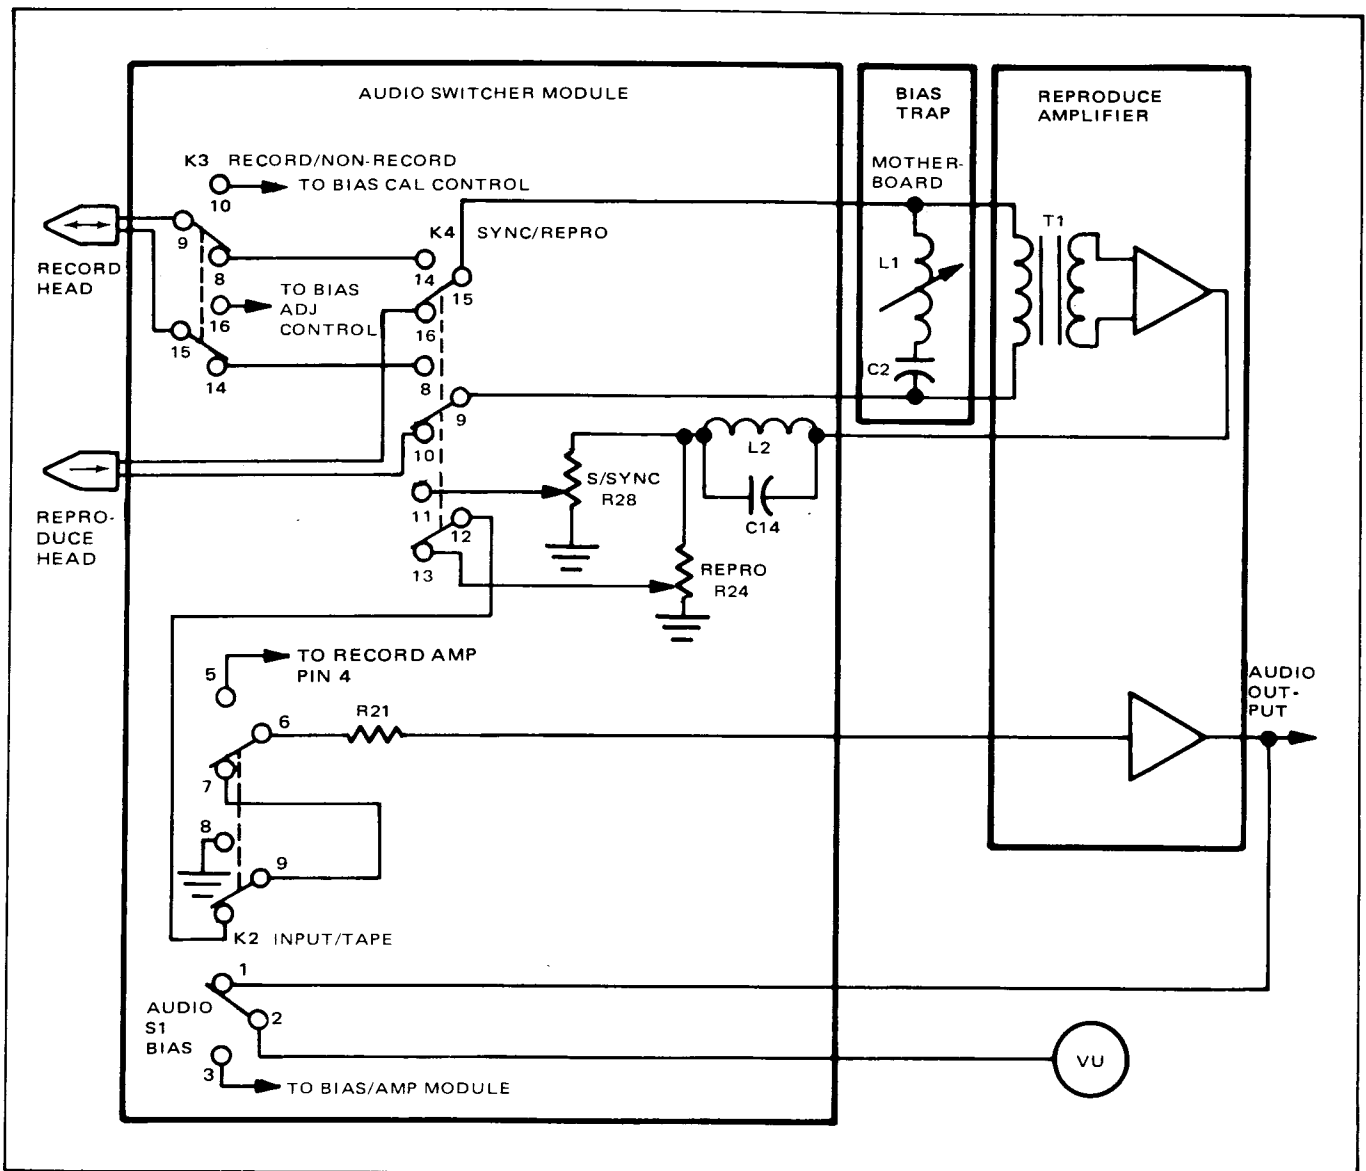 AUDIO SWITCHER MODULE
BIAS
TRAP
REPRODUCE
AMPLIFIER
K3 RECORD/NON-RECORD
10
TO BIAS CAL CONTROL
MOTHER-
BOARD
RECORD
HEAD
9
8
16
TO BIAS
ADJ
CONTROL
15
14
K4 SYNC/REPRO
14
15
16
8
9
10
11
12
13
L1
C2
T1
REPRO-
DUCE
HEAD
S/SYNC
R28
L2
C14
REPRO
R24
5
TO RECORD AMP
PIN 4
6
R21
7
8
9
K2 INPUT/TAPE
AUDIO
OUT-
PUT
1
AUDIO
S1
BIAS
2
3
TO BIAS/AMP MODULE
VU